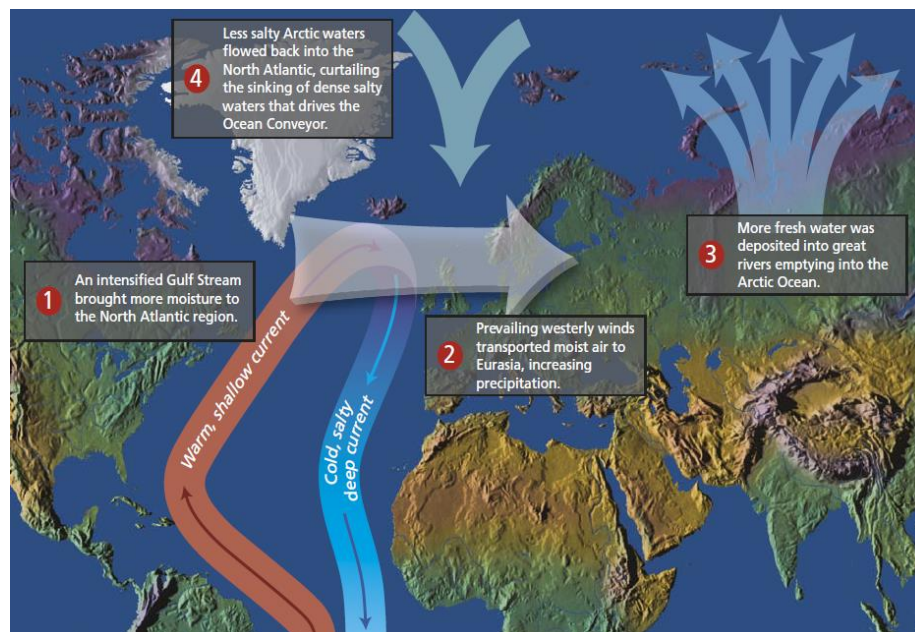 1
An intensified Gulf Stream
brought more moisture to
the North Atlantic region.
2
Prevailing westerly winds
transported moist air to
Eurasia, increasing
precipitation.
3
More fresh water was
deposited into great
rivers emptying into the
Arctic Ocean.
4
Less salty Arctic waters
flowed back into the
North Atlantic, curtailing
the sinking of dense salty
waters that drives the
Ocean Conveyor.
Warm, shallow current
Cold, salty
deep current